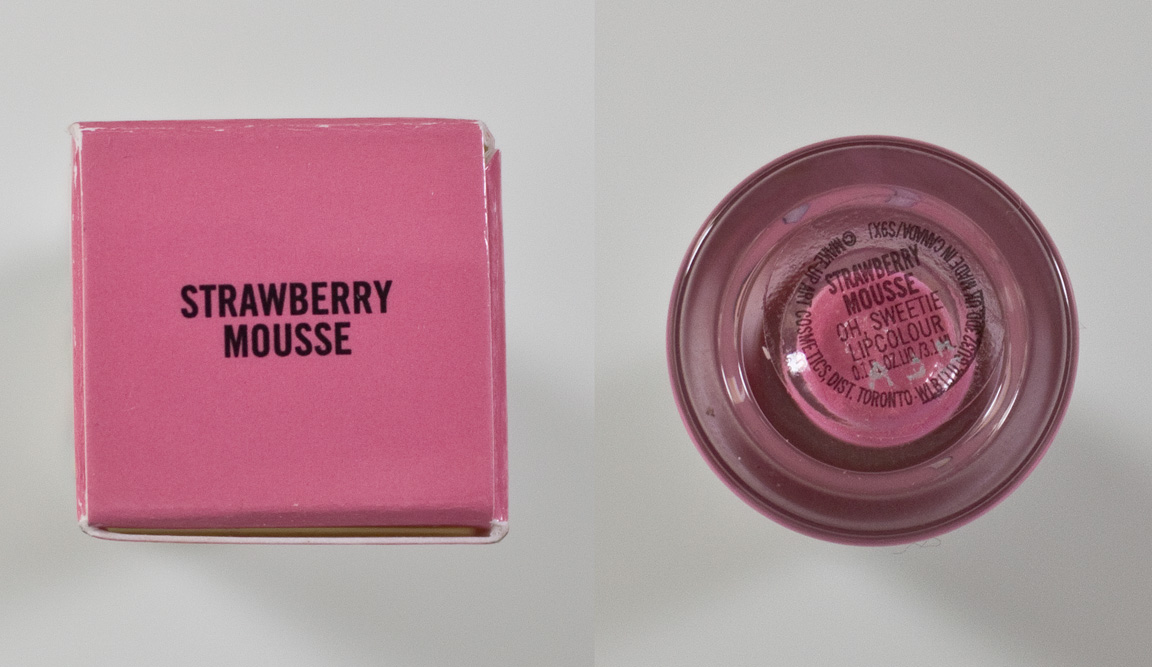 STRAWBERRY
MOUSSE
STRAWBERRY
MOUSSE
OH, SWEETIE
LIPCOLOUR
©MAKE-UP ART COSMETICS, DIST. TORONTO
MADE IN CANADA/